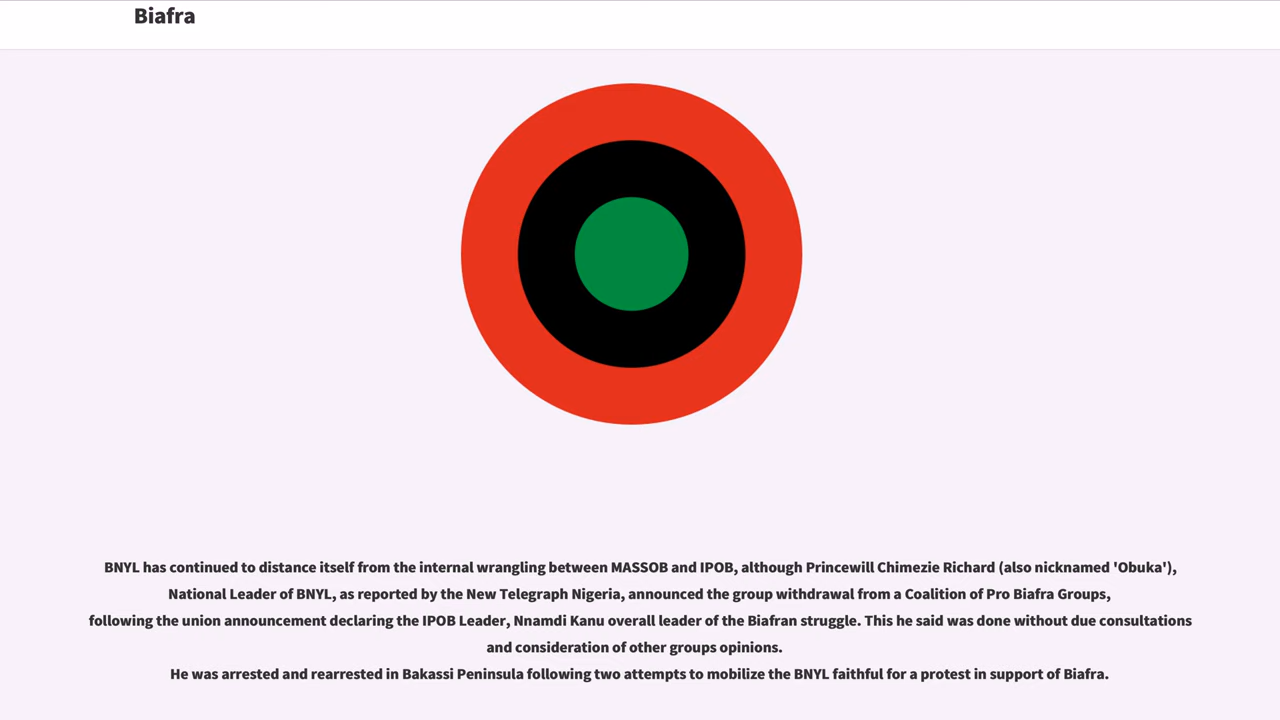 Biafra
BNYL has continued to distance itself from the internal wrangling between MASSOB and IPOB, although Princewill Chimezie Richard (also nicknamed 'Obuka'),
National Leader of BNYL, as reported by the New Telegraph Nigeria, announced the group withdrawal from a Coalition of Pro Biafra Groups,
following the union announcement declaring the IPOB Leader, Nnamdi Kanu overall leader of the Biafran struggle. This he said was done without due consultations
and consideration of other groups opinions.
He was arrested and rearrested in Bakassi Peninsula following two attempts to mobilize the BNYL faithful for a protest in support of Biafra.